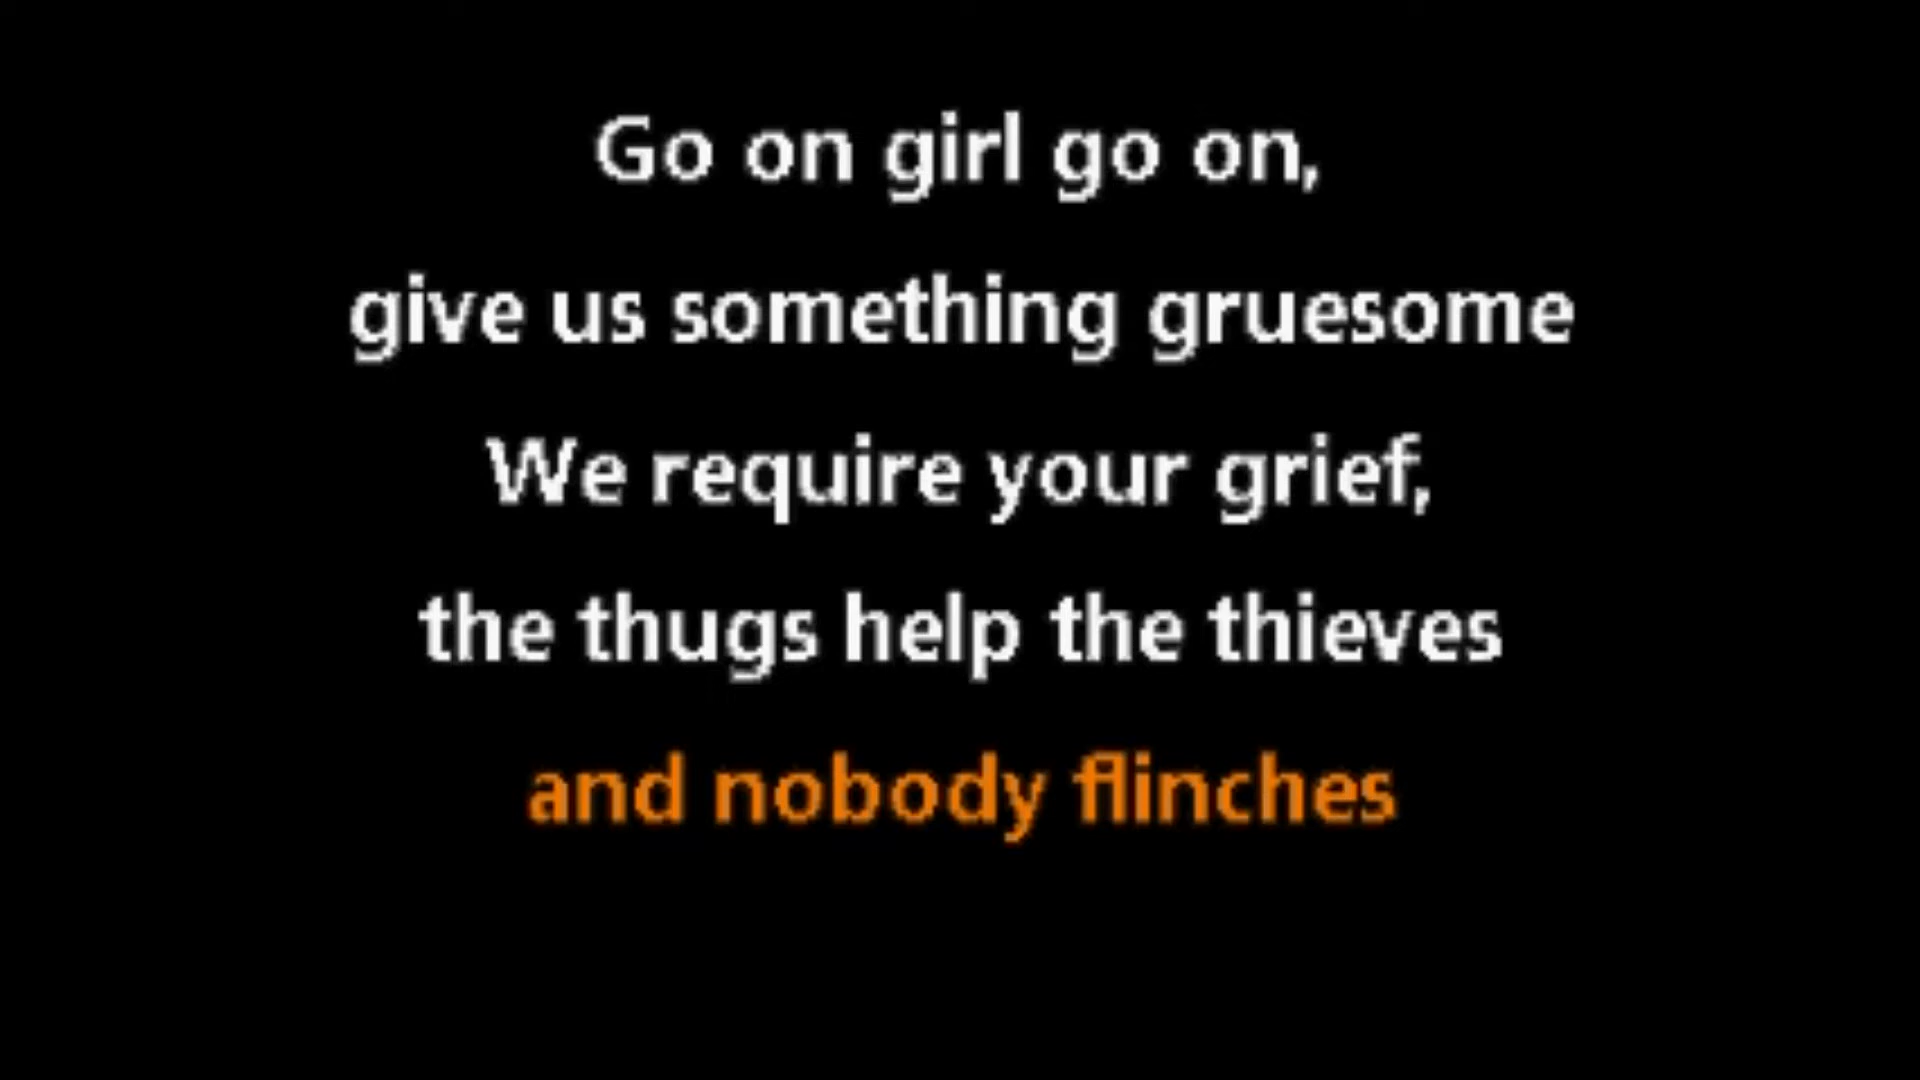 Go on girl go on,
give us something gruesome
We require your grief,
the thugs help the thieves
and nobody flinches